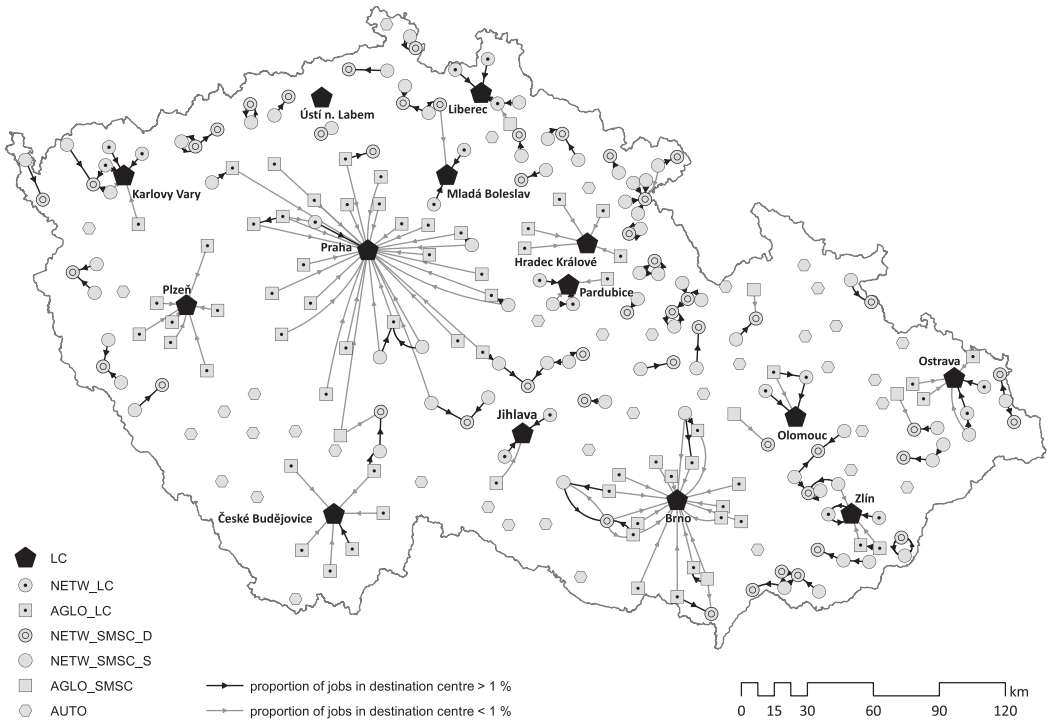 Ústí n. Labem
Liberec
Karlovy Vary
Mladá Boleslav
Praha
Hradec Králové
Pardubice
Plzeň
Ostrava
Jihlava
Olomouc
Zlín
České Budějovice
Brno
LC
NETW_LC
AGLO_LC
NETW_SMSC_D
NETW_SMSC_S
AGLO_SMSC
AUTO
proportion of jobs in destination centre > 1 %
proportion of jobs in destination centre < 1 %
km
0 15 30 60 90 120